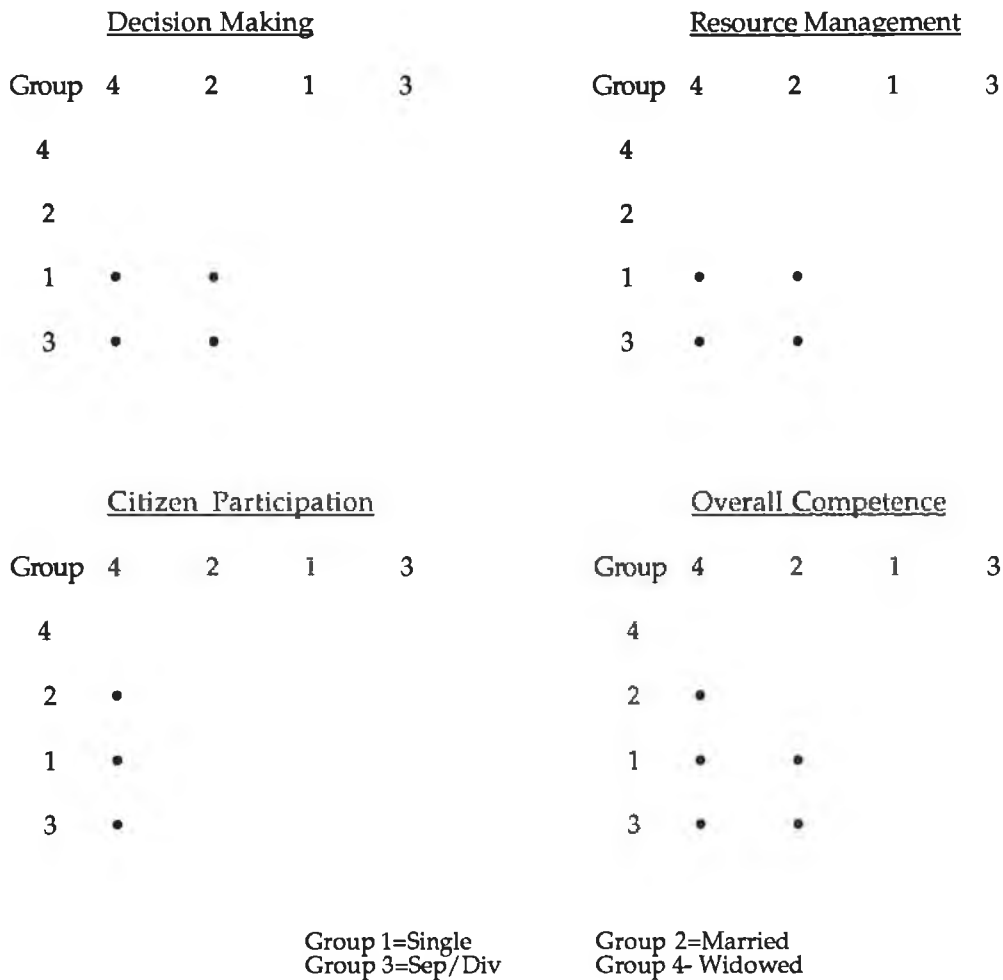 Decision Making
Group 4 2 1 3
4
2
1 • •
3 • •
Resource Management
Group 4 2 1 3
4
2
1 • •
3 • •
Citizen Participation
Group 4 2 1 3
4
2 •
1 •
3 •
Overall Competence
Group 4 2 1 3
4
2 •
1 • •
3 • •
Group 1=Single
Group 3=Sep/Div
Group 2=Married
Group 4- Widowed